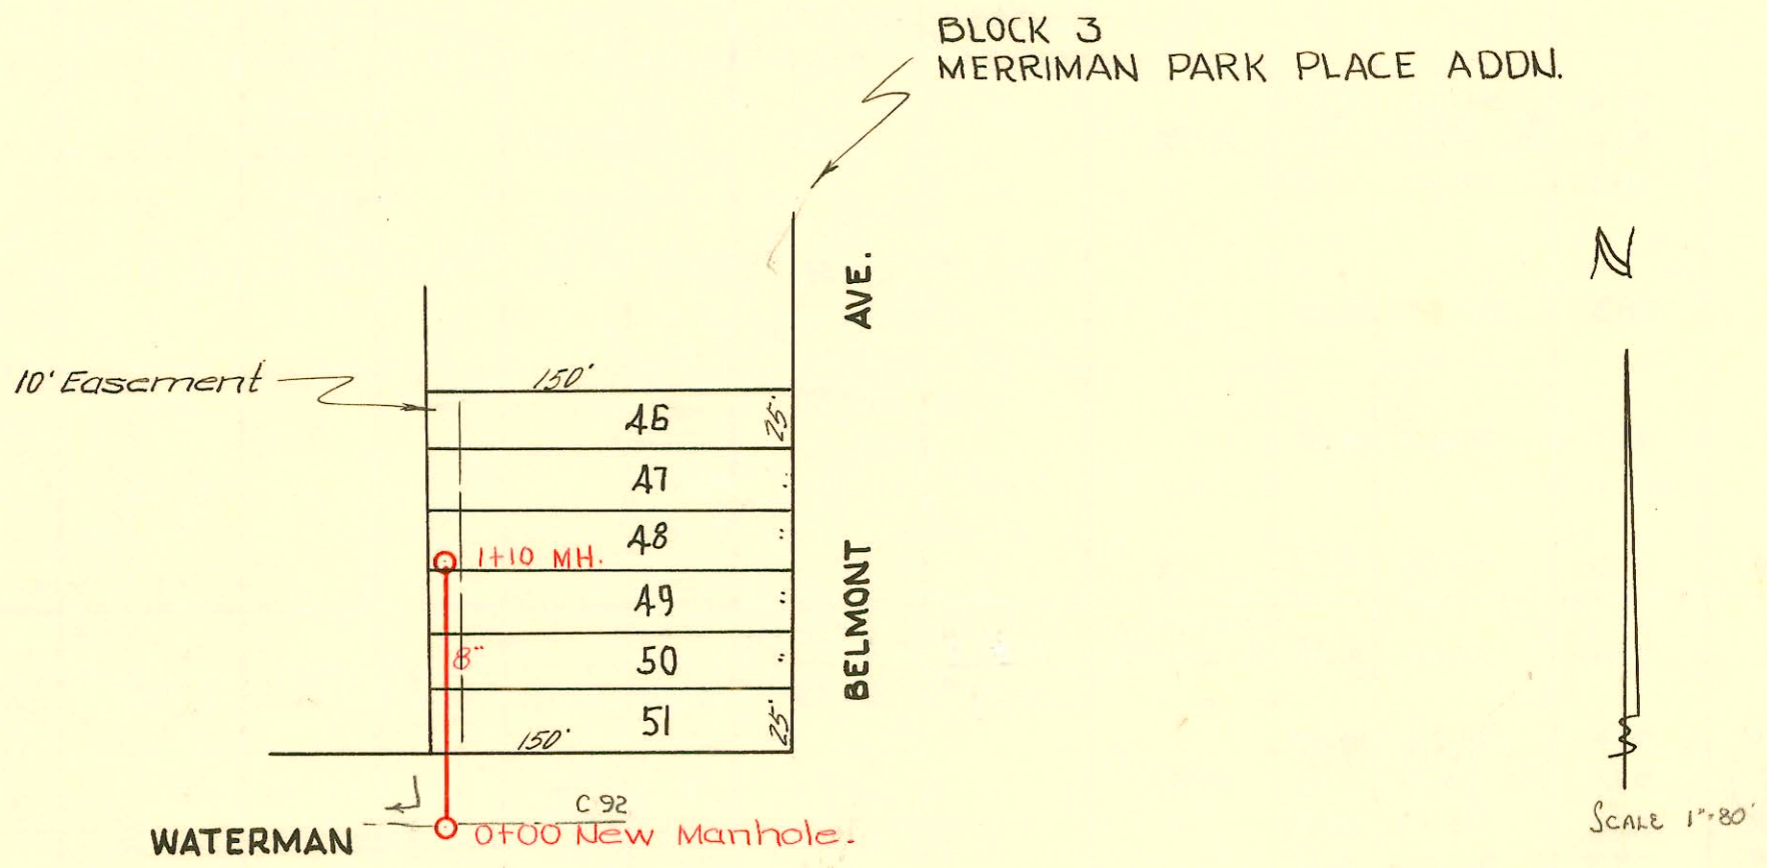 BLOCK 3
MERRIMAN PARK PLACE ADDN.
N
AVE.
10' Easement
150'
46
25'
47
"
48
"
1+10 MH.
49
"
BELMONT
50
"
8"
51
25'
150'
C 92
WATERMAN
0+00 New Manhole.
SCALE 1"=80'